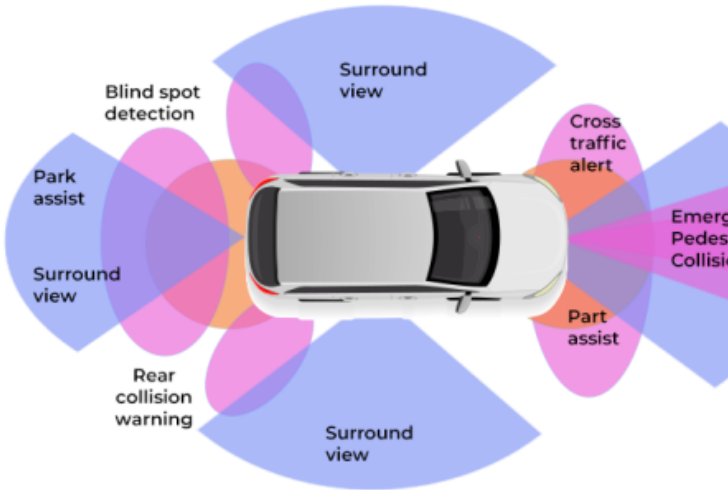 Surround
view
Blind spot
detection
Cross
traffic
alert
Park
assist
Surround
view
Part
assist
Rear
collision
warning
Surround
view